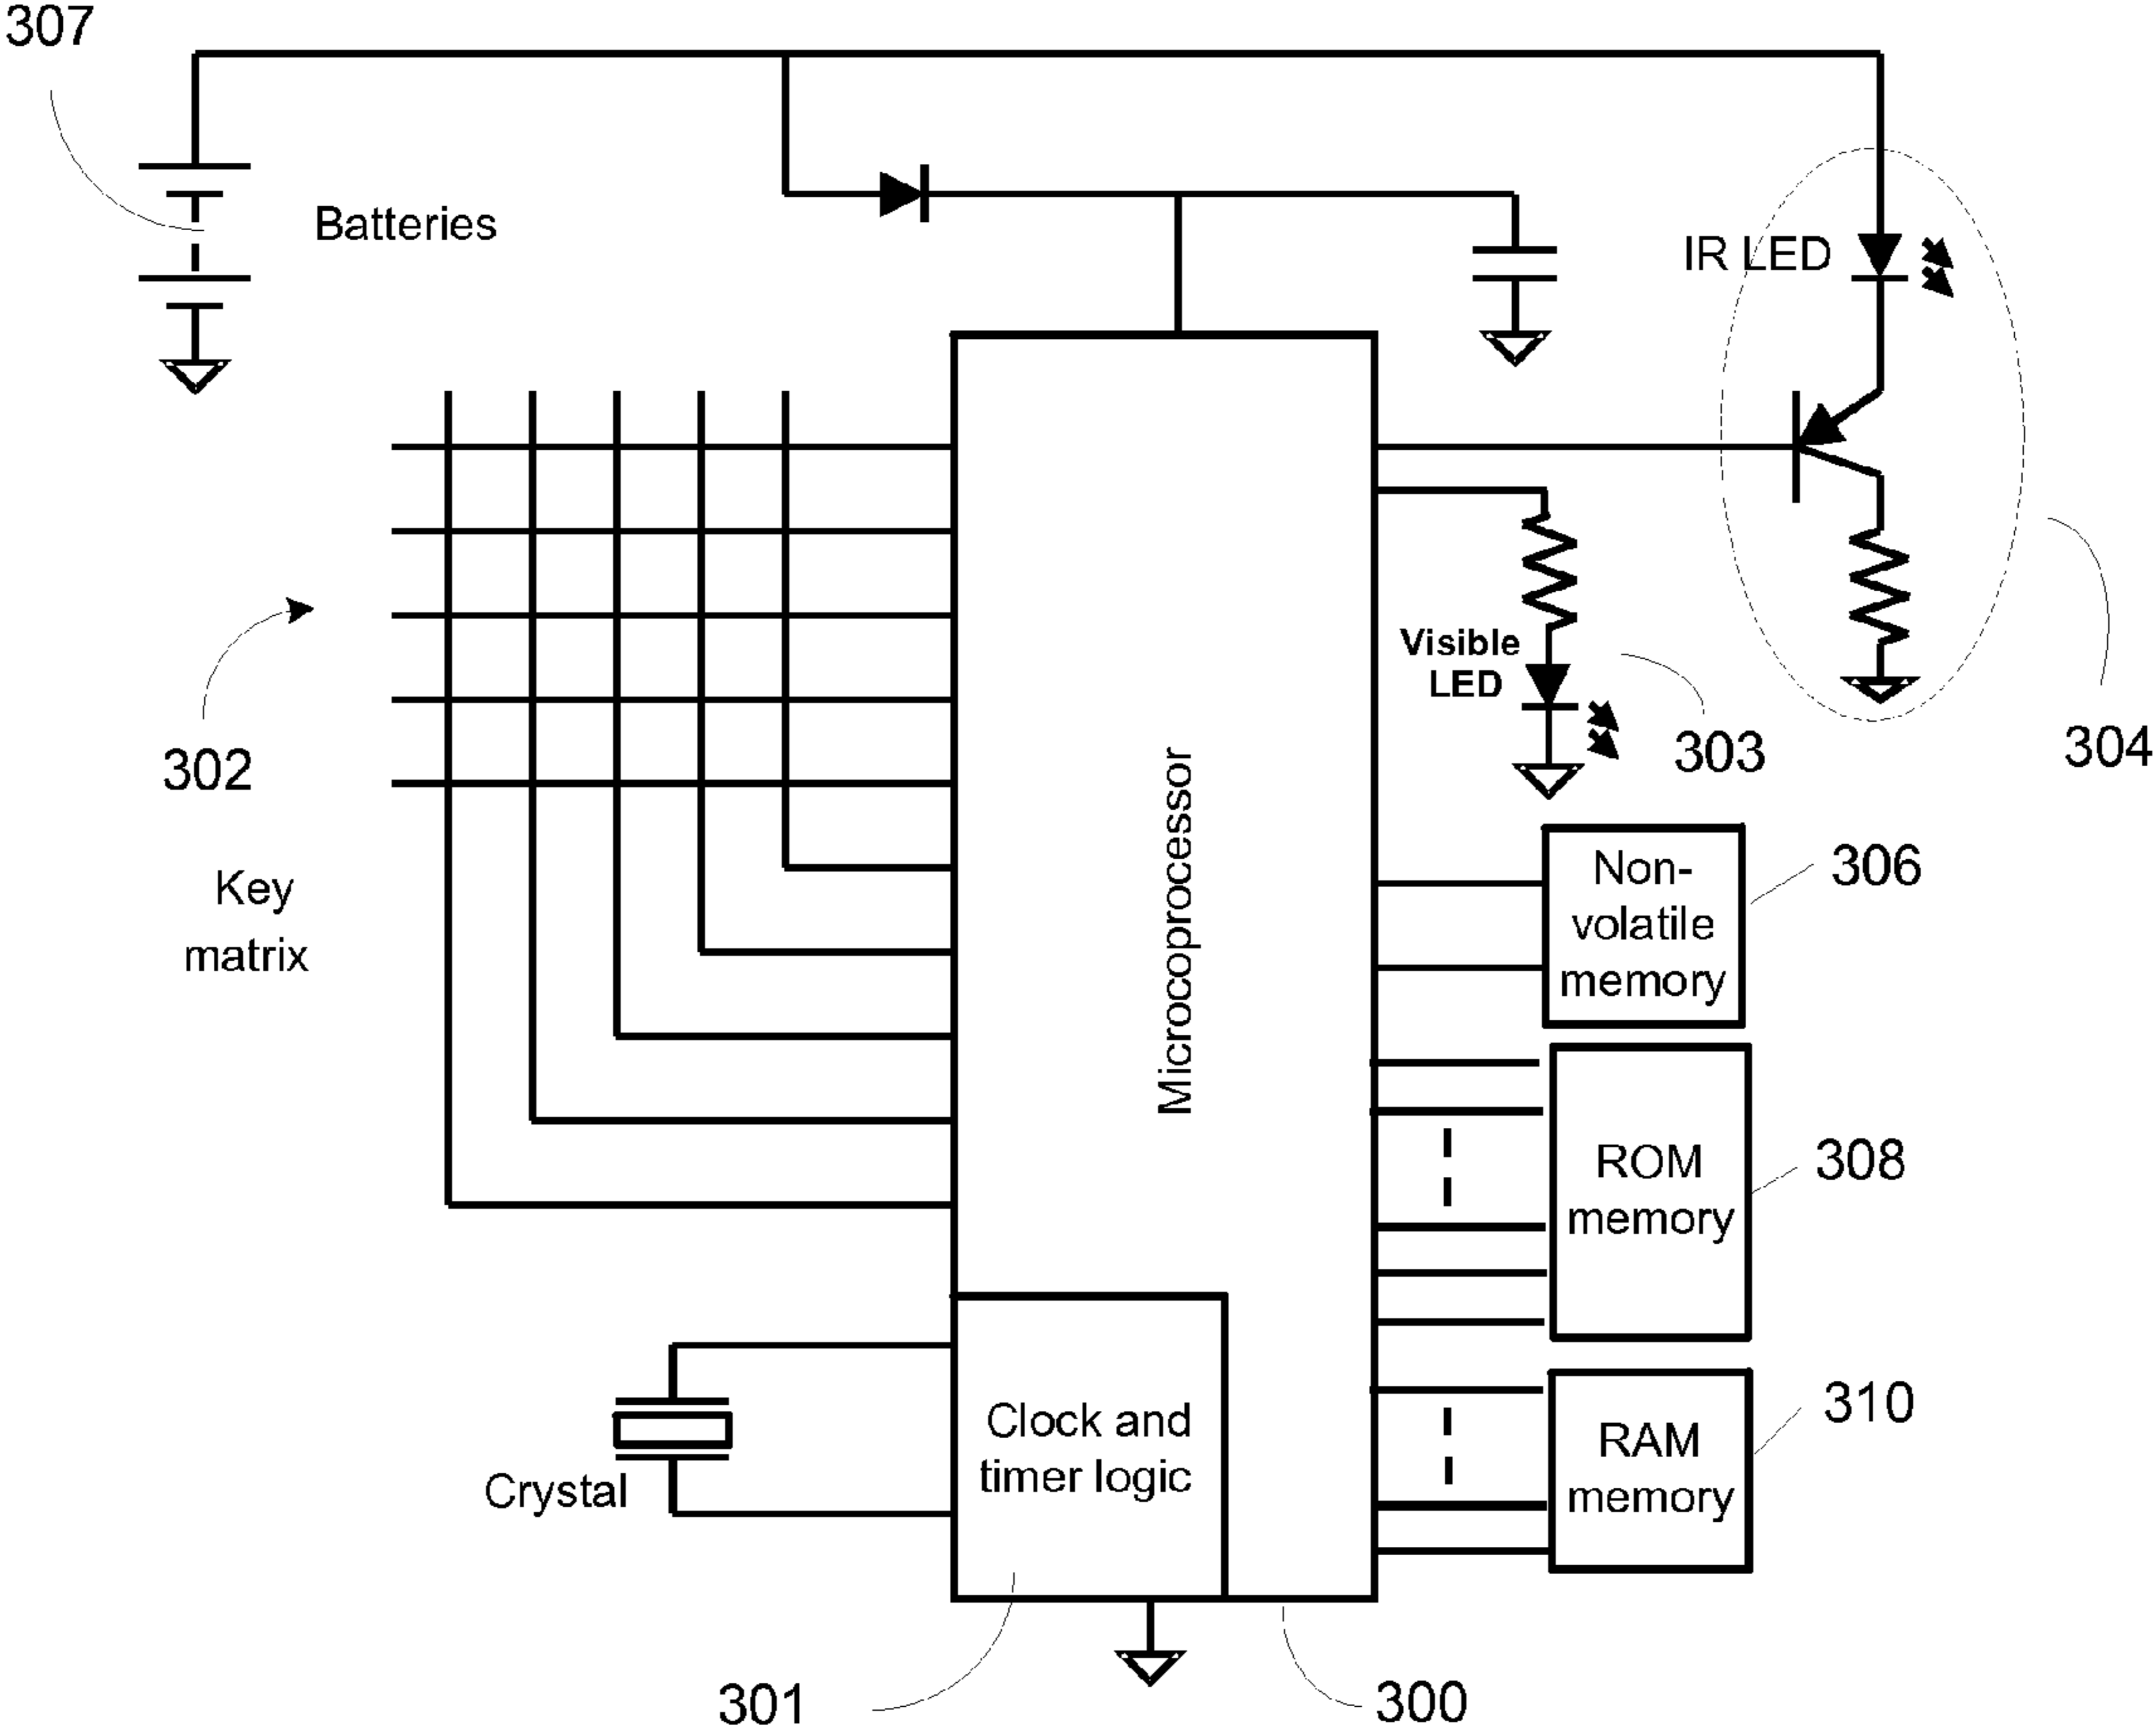 307
Batteries
IR LED
302
Key
matrix
Microcoprocessor
Visible
LED
303
304
Non-
volatile
memory
306
ROM
memory
308
RAM
memory
310
Crystal
Clock and
timer logic
301
300